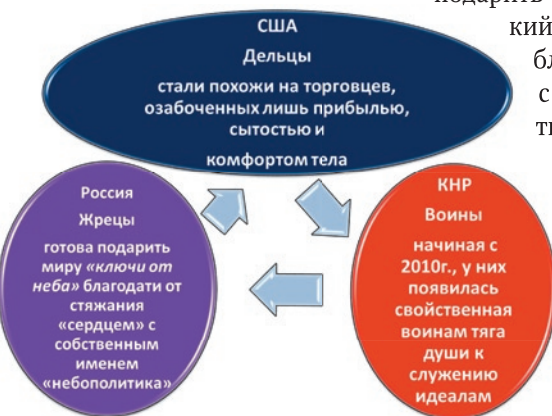 подарить
кий
США
Дельцы
стали похожи на торговцев,
озабоченных лишь прибылью,
сытостью и
комфортом тела
с
Россия
Жрецы
готова подарить
миру «ключи от
неба» благодати от
стяжания
«сердцем» с
собственным
именем
«небополитика»
КНР
Воины
начиная с
2010г., у них
появилась
свойственная
воинам тяга
души к
служению
идеалам